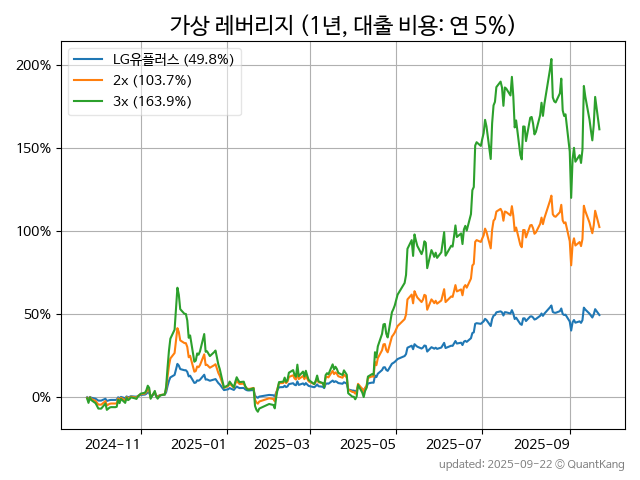 가상 레버리지 (1년, 대출 비용: 연 5%)
LG유플러스 (49.8%)
2x (103.7%)
3x (163.9%)
200%
150%
100%
50%
0%
2024-11 2025-01 2025-03 2025-05 2025-07 2025-09
updated: 2025-09-22 © QuantKang